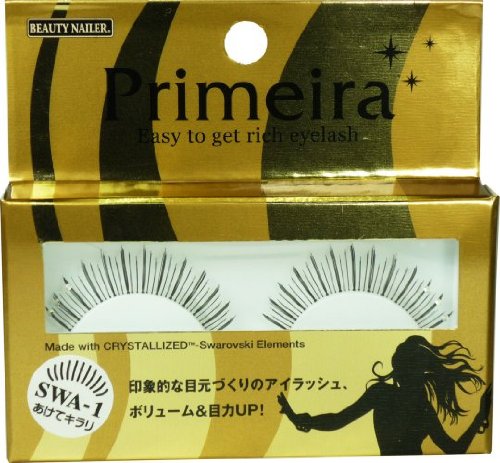 BEAUTY NAILER®
Primeira
Easy to get rich eyelash
Made with CRYSTALLIZED™-Swarovski Elements
SWA-1
あけてキラリ
印象的な目元づくりのアイラッシュ、
ボリューム&目力UP!